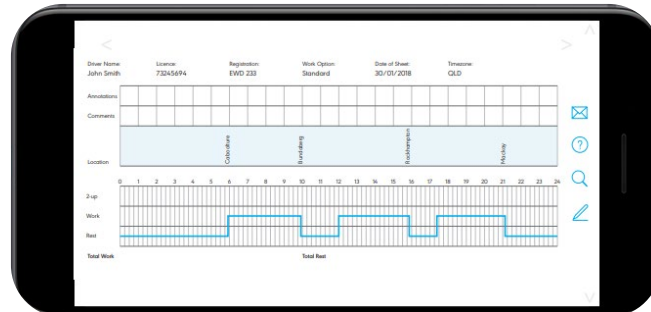 Driver Name: Licence: Registration: Work Option: Date of Sheet: Timezone:
John Smith 73245694 EWD 233 Standard 30/01/2018 QLD
Annotations
Comments
Location Caboolture Bundaberg Rockhampton Mackay
0 1 2 3 4 5 6 7 8 9 10 11 12 13 14 15 16 17 18 19 20 21 22 23 24
2-up
Work
Rest
Total Work Total Rest